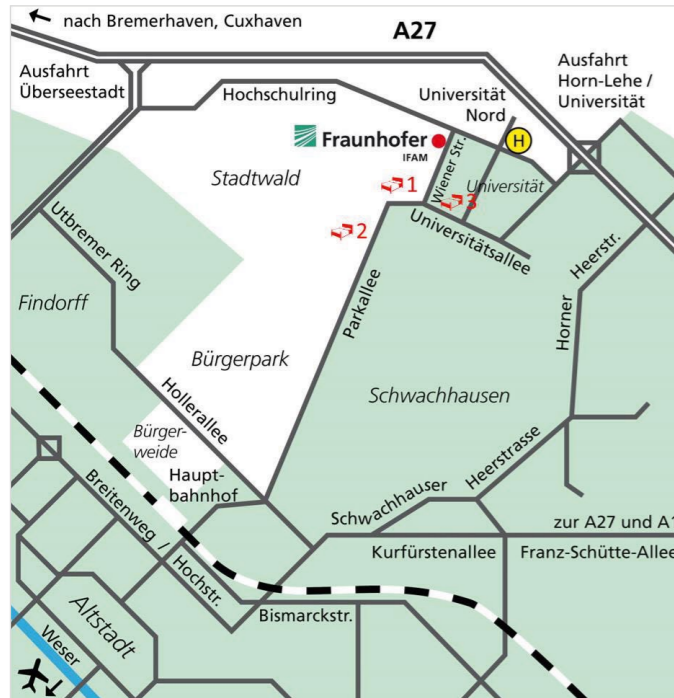 nach Bremerhaven, Cuxhaven
A27
Ausfahrt
Überseestadt
Hochschulring
Universität
Nord
Ausfahrt
Horn-Lehe /
Universität
H
Fraunhofer
IFAM
Wiener Str.
Stadtwald
1
3
Universität
2
Universitätsallee
Utbremer Ring
Parkallee
Heerstr.
Horner
Findorff
Bürgerpark
Schwachhausen
Hollerallee
Bürger-
weide
Haupt-
bahnhof
Heerstrasse
Schwachhauser
Breitenweg /
Hochstr.
zur A27 und A1
Kurfürstenallee
Franz-Schütte-Allee
Bismarckstr.
Altstadt
Weser